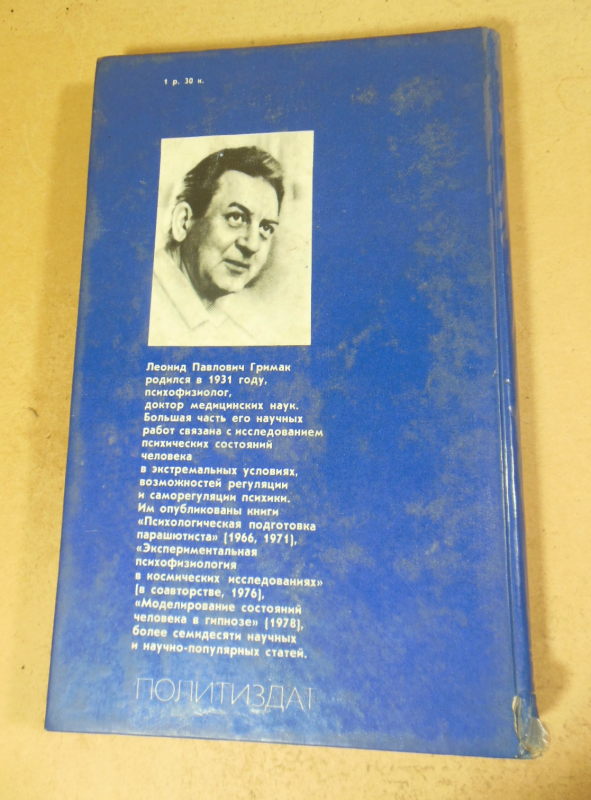 1 р. 30 к.
Леонид Павлович Гримак
родился в 1931 году,
психофизиолог,
доктор медицинских наук.
Большая часть его научных
работ связана с исследованием
психических состояний
человека
в экстремальных условиях,
возможностей регуляции
и саморегуляции психики.
Им опубликованы книги
«Психологическая подготовка
парашютиста» (1966, 1971),
«Экспериментальная
психофизиология
в космических исследованиях»
(в соавторстве, 1976),
«Моделирование состояний
человека в гипнозе» (1978),
более семидесяти научных
и научно-популярных статей.
ПОЛИТИЗДАТ